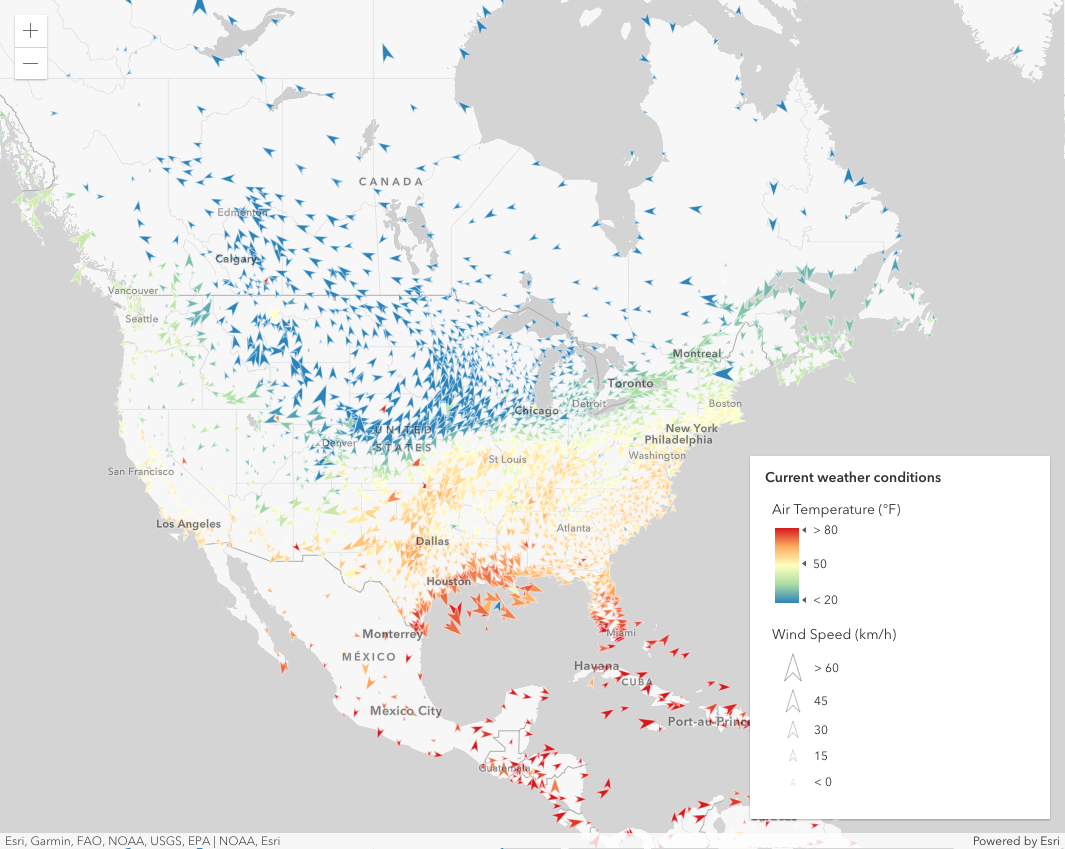 +
−
CANADA
Edmonton
Calgary
Vancouver
Seattle
Montreal
Toronto
Detroit
Boston
Chicago
New York
Philadelphia
UNITED
STATES
Denver
St Louis
Washington
San Francisco
Los Angeles
Atlanta
Dallas
Houston
Monterrey
Miami
MÉXICO
Havana
CUBA
Mexico City
Port-au-Prince
Guatemala
Current weather conditions
Air Temperature (°F)
> 80
50
< 20
Wind Speed (km/h)
> 60
45
30
15
< 0
Esri, Garmin, FAO, NOAA, USGS, EPA | NOAA, Esri
Powered by Esri